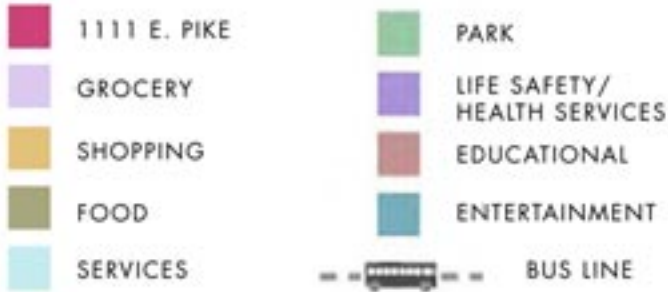 1111 E. PIKE
GROCERY
SHOPPING
FOOD
SERVICES
PARK
LIFE SAFETY/
HEALTH SERVICES
EDUCATIONAL
ENTERTAINMENT
BUS LINE